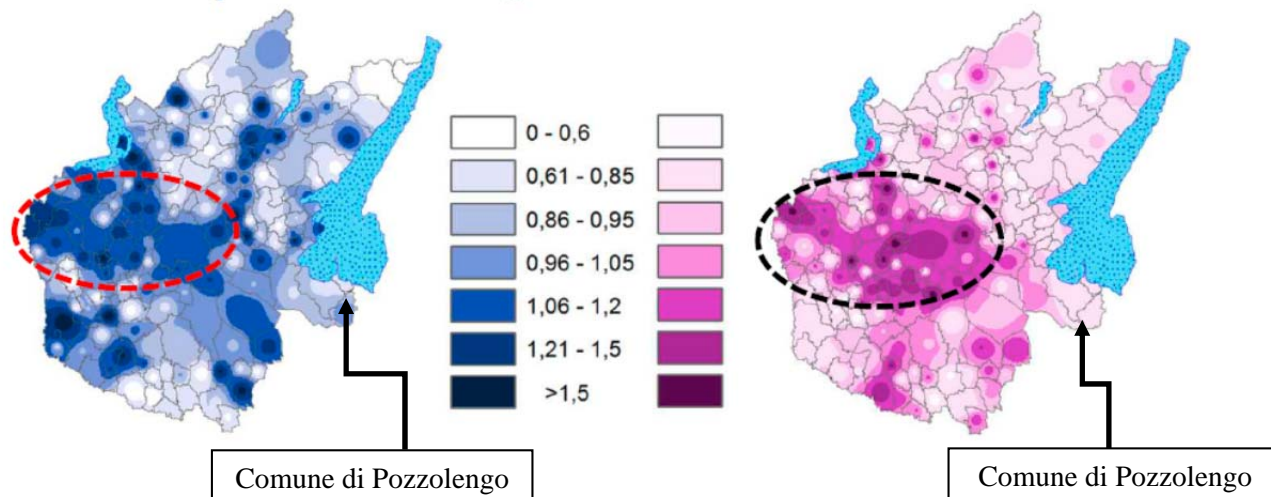 0 - 0,6
0,61 - 0,85
0,86 - 0,95
0,96 - 1,05
1,06 - 1,2
1,21 - 1,5
>1,5
Comune di Pozzolengo
Comune di Pozzolengo